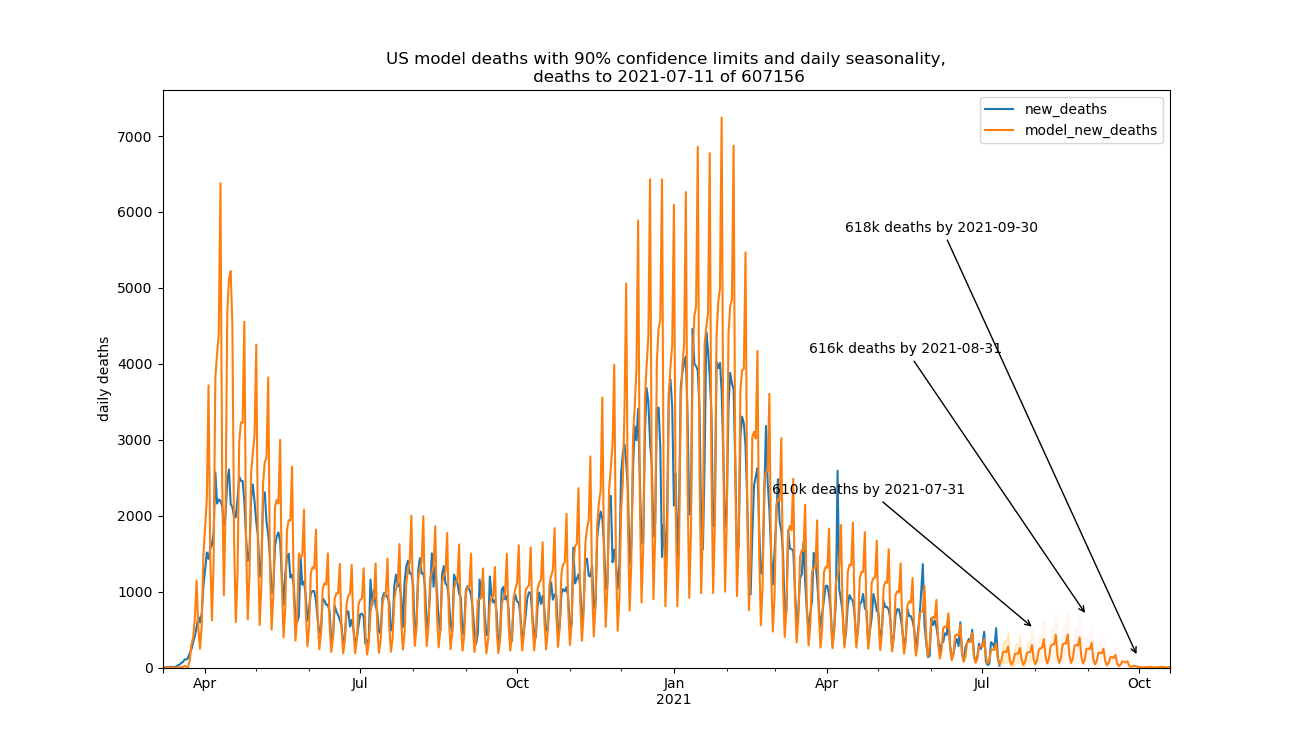 US model deaths with 90% confidence limits and daily seasonality,
deaths to 2021-07-11 of 607156
new_deaths
model_new_deaths
7000
6000
5000
4000
3000
2000
1000
0
daily deaths
618k deaths by 2021-09-30
616k deaths by 2021-08-31
610k deaths by 2021-07-31
Apr
Jul
Oct
Jan
2021
Apr
Jul
Oct